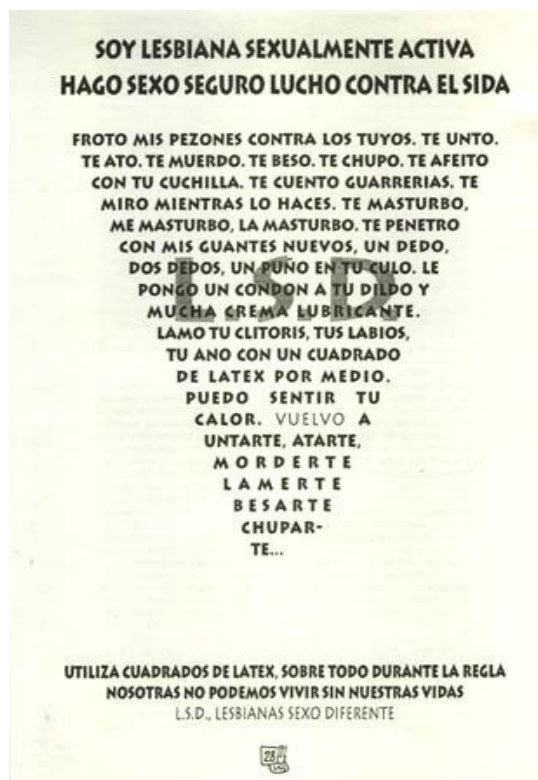 SOY LESBIANA SEXUALMENTE ACTIVA
HAGO SEXO SEGURO LUCHO CONTRA EL SIDA
FROTO MIS PEZONES CONTRA LOS TUYOS. TE UNTO.
TE ATO. TE MUERDO. TE BESO. TE CHUPO. TE AFEITO
CON TU CUCHILLA. TE CUENTO GUARRERIAS. TE
MIRO MIENTRAS LO HACES. TE MASTURBO,
ME MASTURBO, LA MASTURBO. TE PENETRO
CON MIS GUANTES NUEVOS, UN DEDO,
DOS DEDOS, UN PUÑO EN TU CULO. LE
PONGO UN CONDON A TU DILDO Y
L.S.D.
MUCHA CREMA LUBRICANTE.
LAMO TU CLITORIS, TUS LABIOS,
TU ANO CON UN CUADRADO
DE LATEX POR MEDIO.
PUEDO SENTIR TU
CALOR. VUELVO A
UNTARTE, ATARTE,
MORDERTE
LAMERTE
BESARTE
CHUPAR-
TE...
UTILIZA CUADRADOS DE LATEX, SOBRE TODO DURANTE LA REGLA
NOSOTRAS NO PODEMOS VIVIR SIN NUESTRAS VIDAS
L.S.D., LESBIANAS SEXO DIFERENTE
28